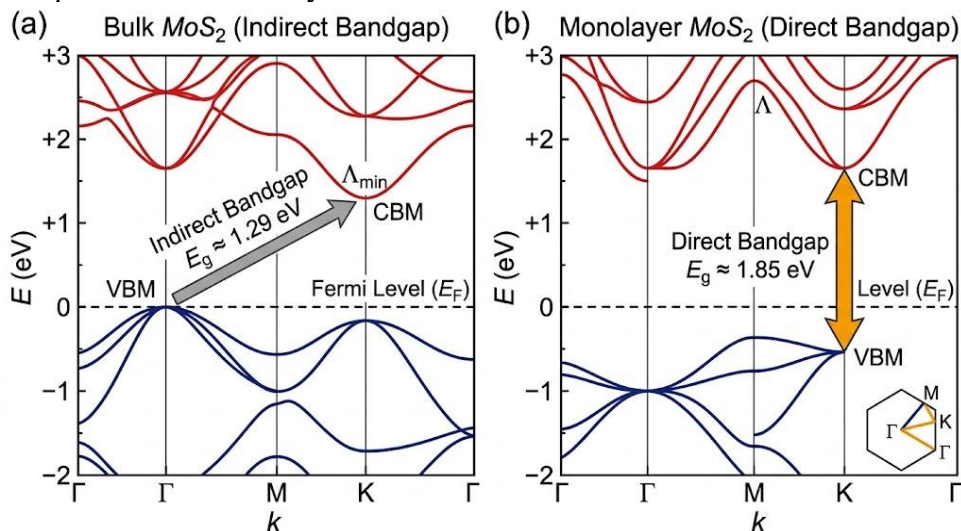 (a) Bulk MoS₂ (Indirect Bandgap)
+3
+2
+1
0
−1
−2
E (eV)
Λmin
CBM
Indirect Bandgap
Eg ≈ 1.29 eV
VBM
Fermi Level (EF)
Γ Γ M K Γ
k
(b) Monolayer MoS₂ (Direct Bandgap)
+3
+2
+1
0
−1
−2
E (eV)
Λ
CBM
Direct Bandgap
Eg ≈ 1.85 eV
Level (EF)
VBM
M
K
Γ
Γ
Γ Γ M K Γ
k